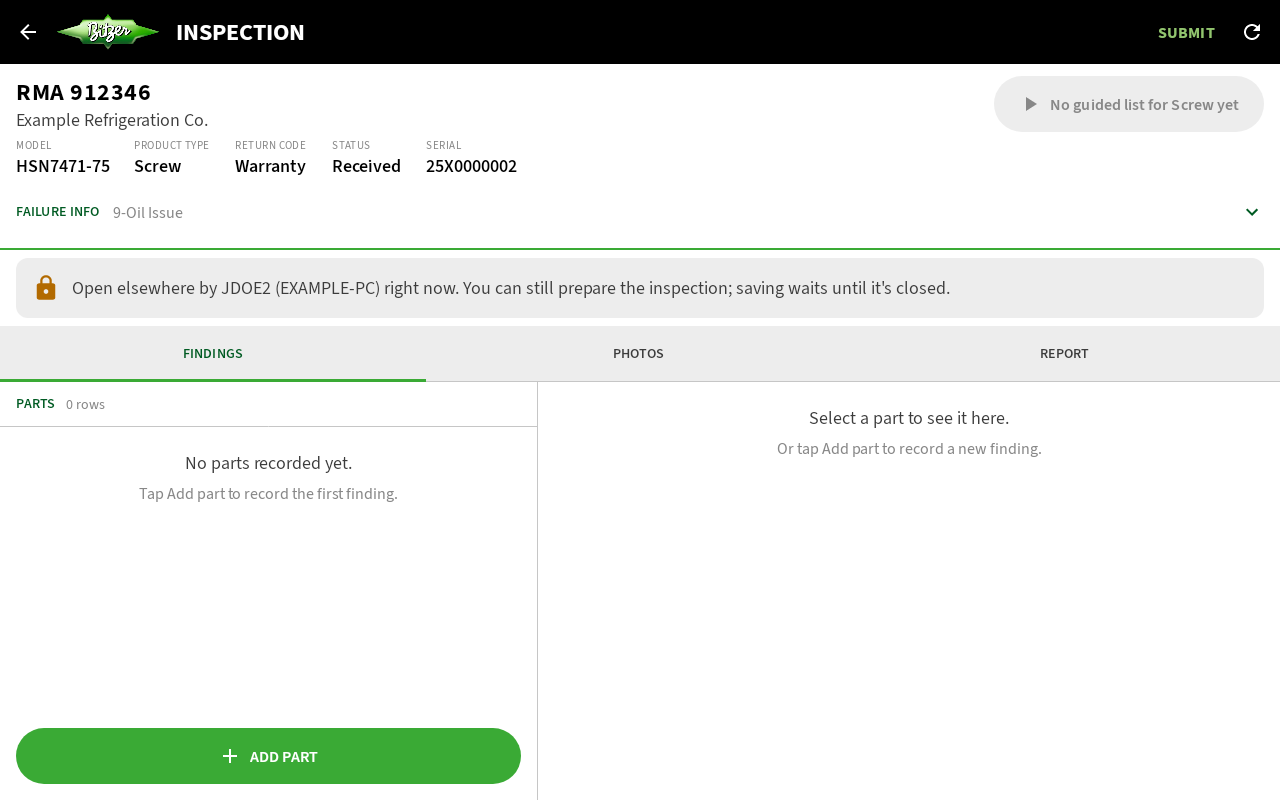 Bitzer
INSPECTION
SUBMIT
RMA 912346
Example Refrigeration Co.
No guided list for Screw yet
MODEL PRODUCT TYPE RETURN CODE STATUS SERIAL
HSN7471-75 Screw Warranty Received 25X0000002
FAILURE INFO 9-Oil Issue
Open elsewhere by JDOE2 (EXAMPLE-PC) right now. You can still prepare the inspection; saving waits until it's closed.
FINDINGS PHOTOS REPORT
PARTS 0 rows
No parts recorded yet.
Tap Add part to record the first finding.
ADD PART
Select a part to see it here.
Or tap Add part to record a new finding.